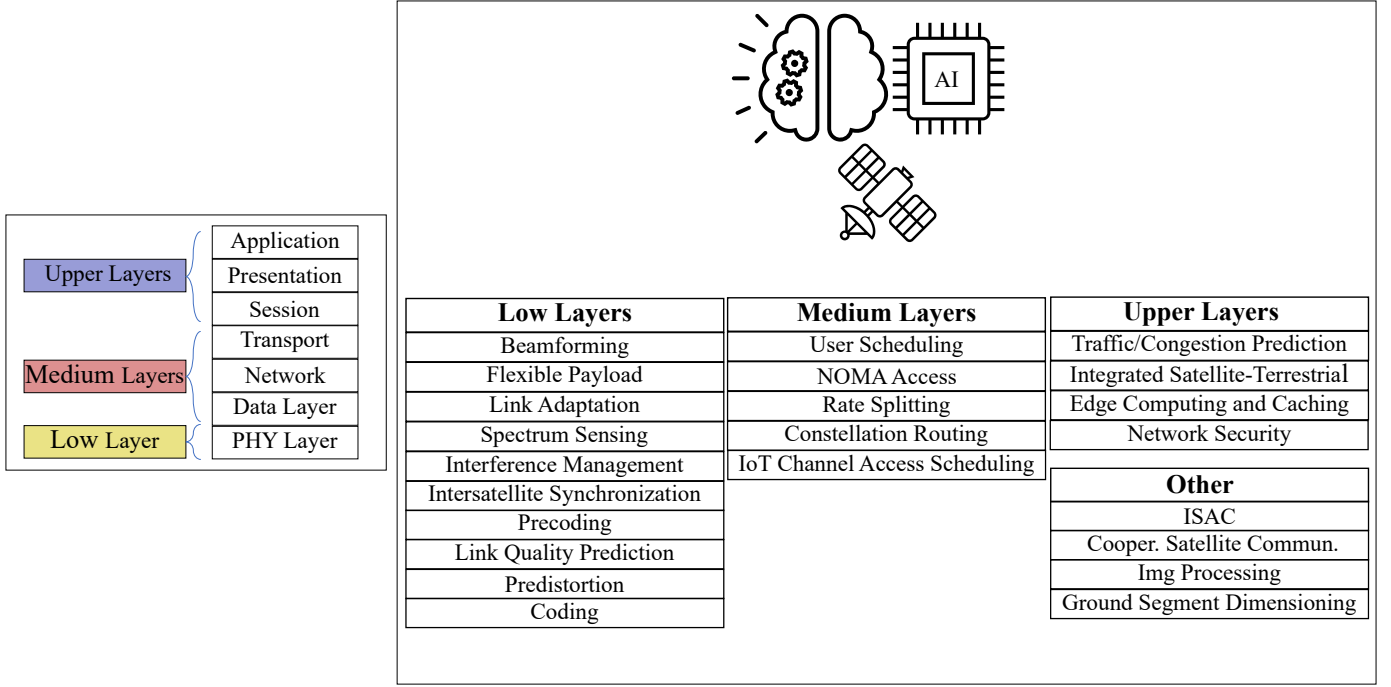 Upper Layers
Medium Layers
Low Layer
Application
Presentation
Session
Transport
Network
Data Layer
PHY Layer
AI
Low Layers
Beamforming
Flexible Payload
Link Adaptation
Spectrum Sensing
Interference Management
Intersatellite Synchronization
Precoding
Link Quality Prediction
Predistortion
Coding
Medium Layers
User Scheduling
NOMA Access
Rate Splitting
Constellation Routing
IoT Channel Access Scheduling
Upper Layers
Traffic/Congestion Prediction
Integrated Satellite-Terrestrial
Edge Computing and Caching
Network Security
Other
ISAC
Cooper. Satellite Commun.
Img Processing
Ground Segment Dimensioning